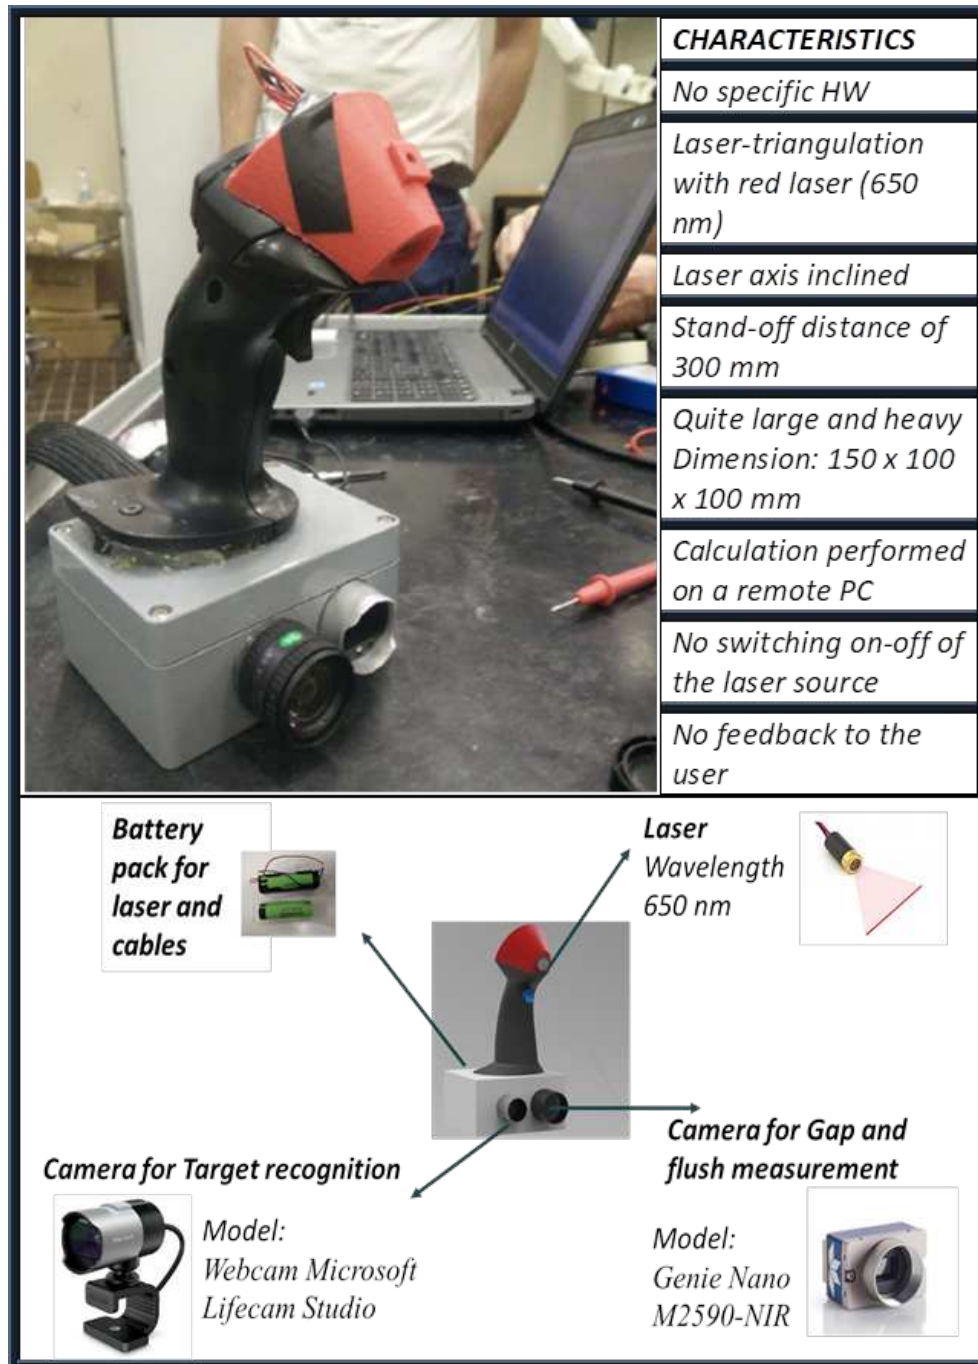 CHARACTERISTICS
No specific HW
Laser-triangulation
with red laser (650
nm)
Laser axis inclined
Stand-off distance of
300 mm
Quite large and heavy
Dimension: 150 x 100
x 100 mm
Calculation performed
on a remote PC
No switching on-off of
the laser source
No feedback to the
user
Battery
pack for
laser and
cables
Laser
Wavelength
650 nm
Camera for Target recognition
Model:
Webcam Microsoft
Lifecam Studio
Camera for Gap and
flush measurement
Model:
Genie Nano
M2590-NIR